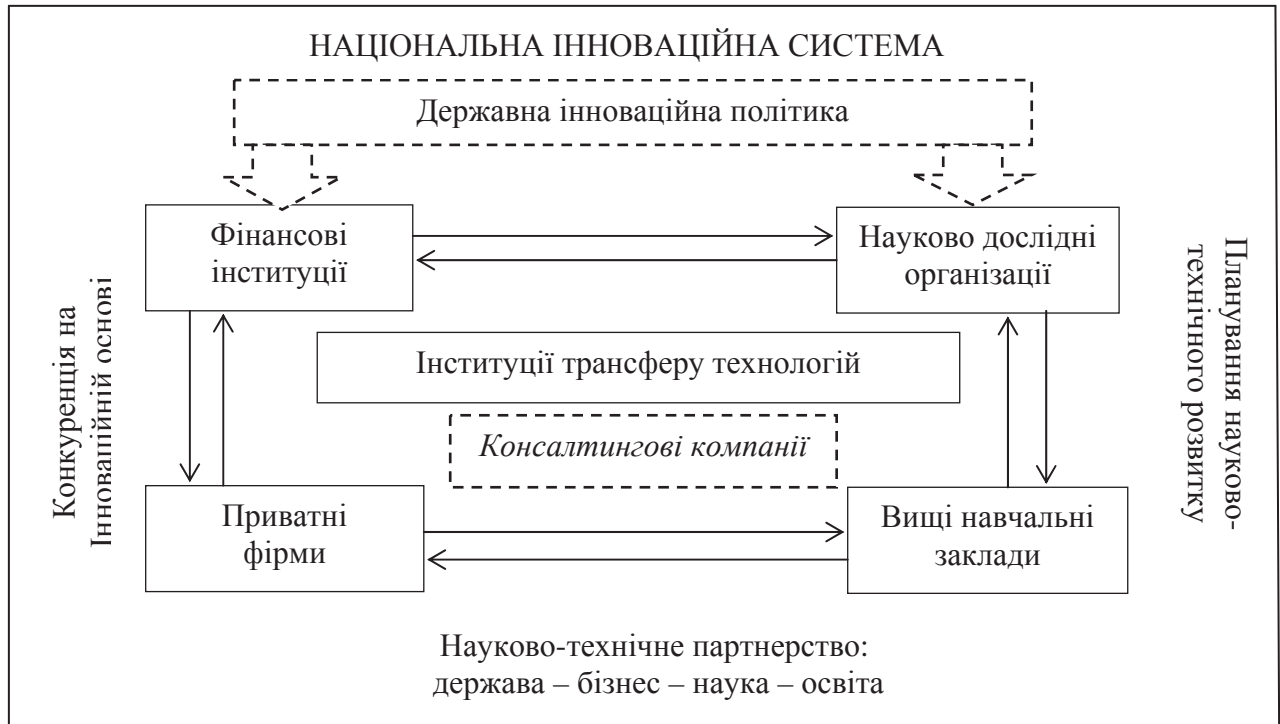 НАЦІОНАЛЬНА ІННОВАЦІЙНА СИСТЕМА
Державна інноваційна політика
Фінансові
інституції
Науково дослідні
організації
Конкуренція на
Інноваційній основі
Планування науково-
технічного розвитку
Інституції трансферу технологій
Консалтингові компанії
Приватні
фірми
Вищі навчальні
заклади
Науково-технічне партнерство:
держава – бізнес – наука – освіта